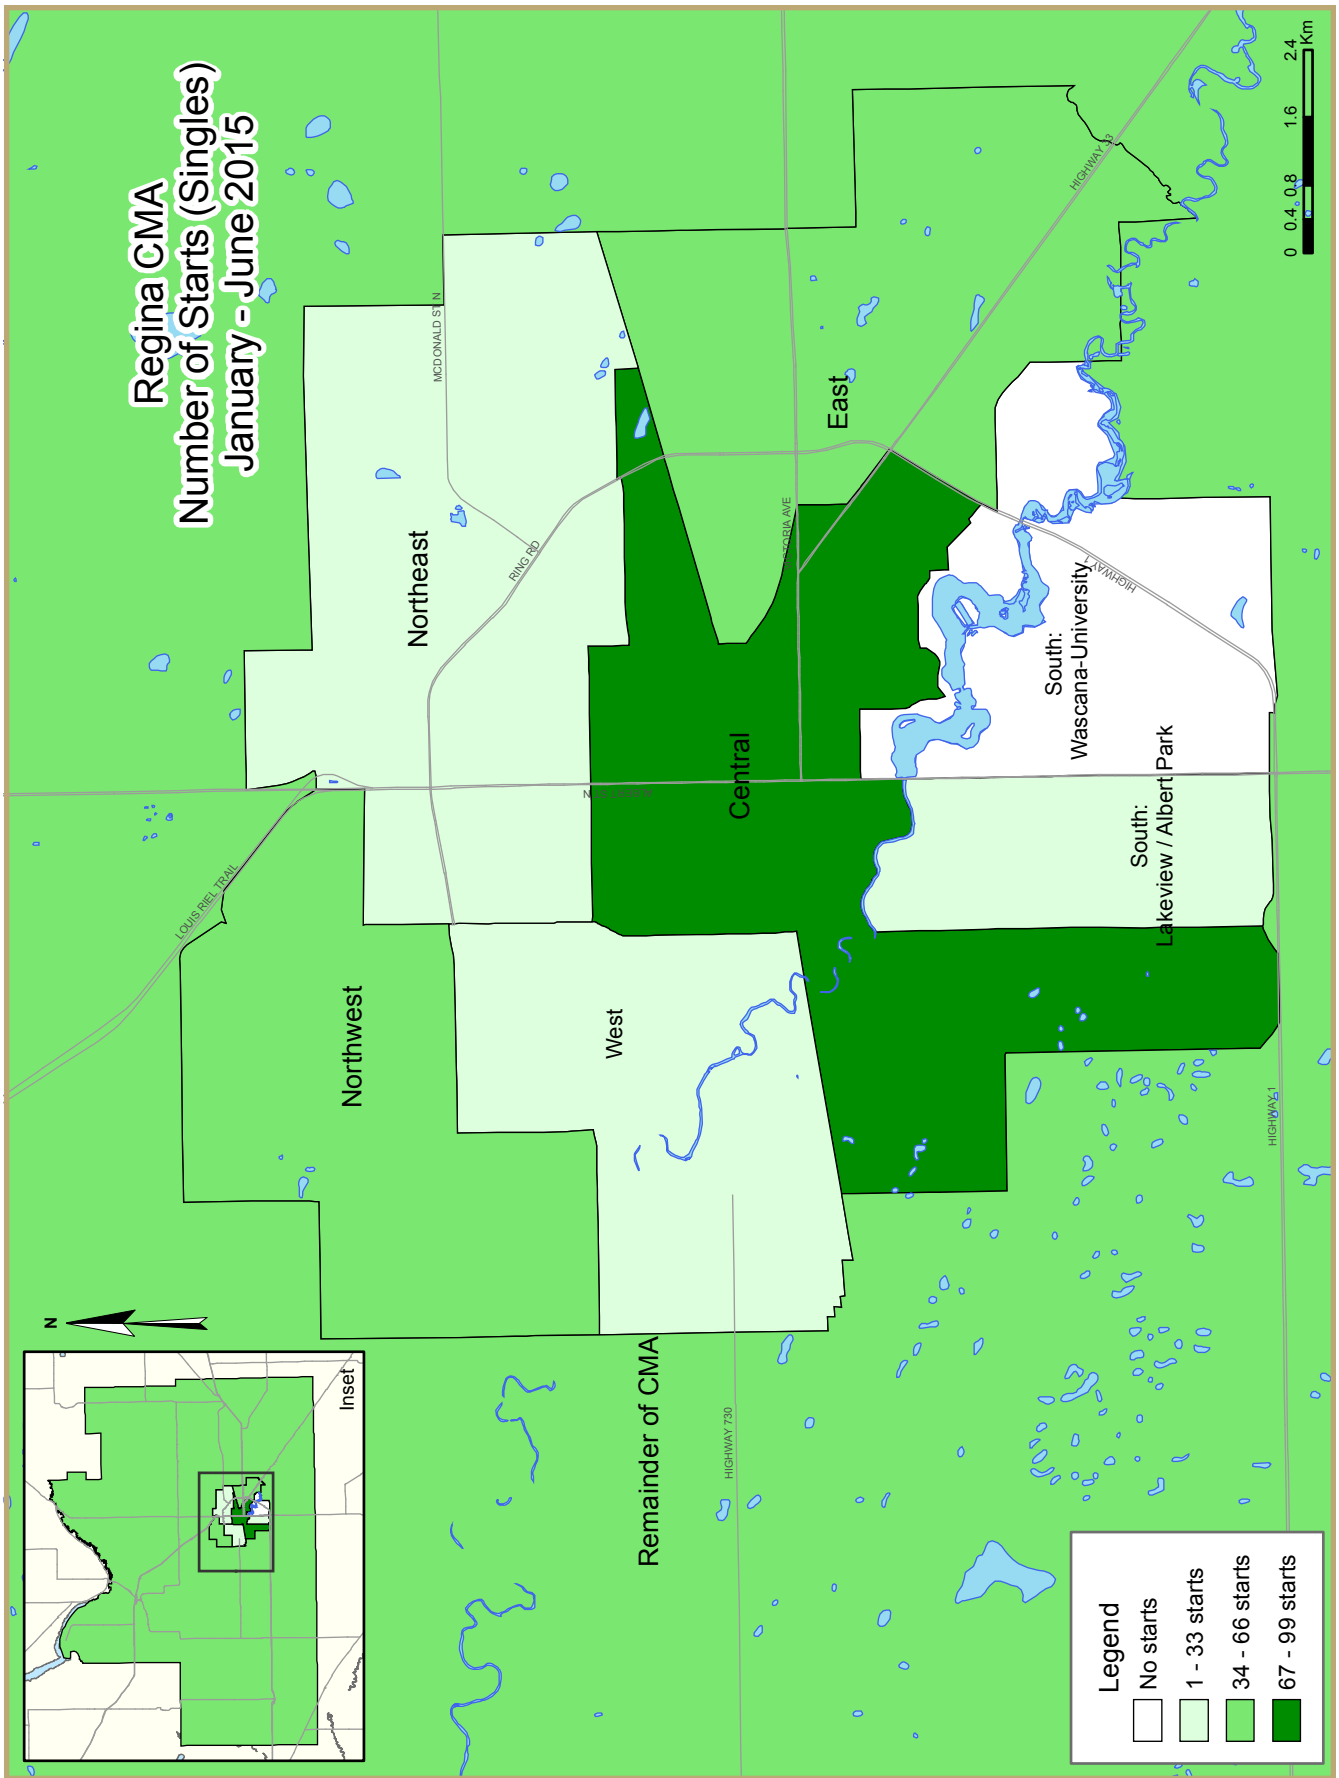 Regina CMA
Number of Starts (Singles)
January - June 2015
N
Inset
LOUIS RIEL TRAIL
MCDONALD ST N
RING RD
Northeast
Northwest
West
Central
VICTORIA AVE
East
HIGHWAY 33
South:
Wascana-University
HIGHWAY 1
South:
Lakeview / Albert Park
Remainder of CMA
HIGHWAY 730
HIGHWAY 1
Legend
No starts
1 - 33 starts
34 - 66 starts
67 - 99 starts
0 0.4 0.8 1.6 2.4
Km